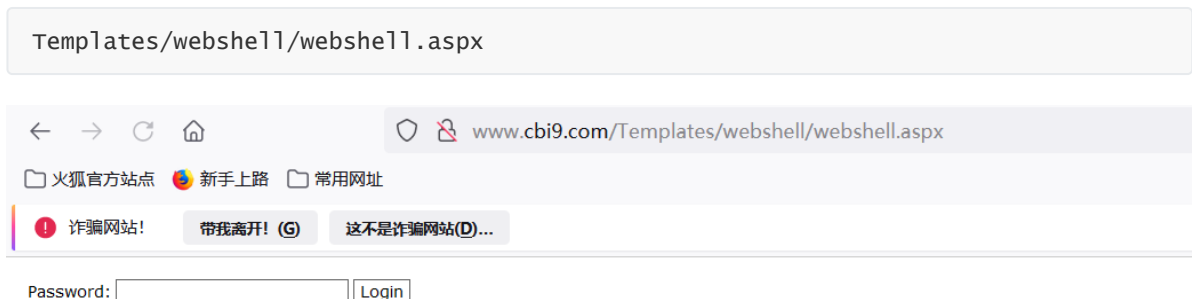 Templates/webshell/webshell.aspx
www.cbi9.com/Templates/webshell/webshell.aspx
火狐官方站点 新手上路 常用网址
诈骗网站! 带我离开! (G) 这不是诈骗网站(D)...
Password: Login